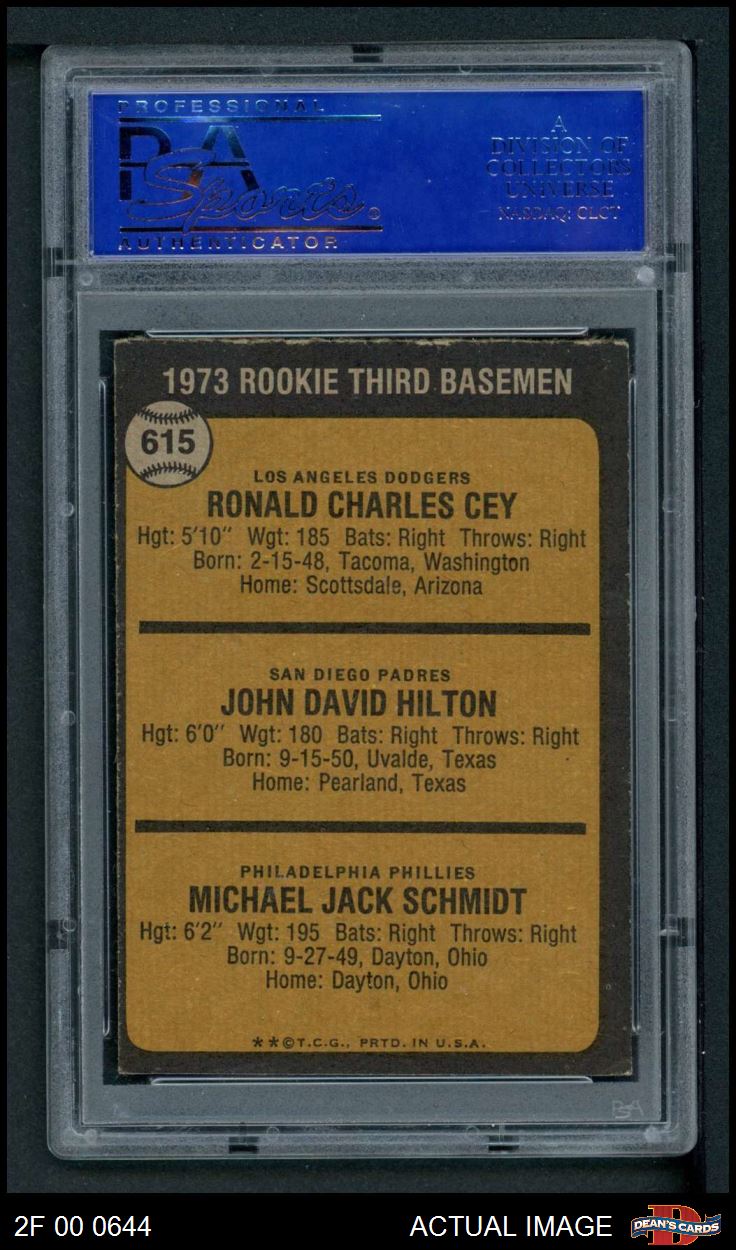 PROFESSIONAL
PSA
Sports®
AUTHENTICATOR
A
DIVISION OF
COLLECTORS
UNIVERSE
NASDAQ: CLCT
1973 ROOKIE THIRD BASEMEN
615
LOS ANGELES DODGERS
RONALD CHARLES CEY
Hgt: 5'10" Wgt: 185 Bats: Right Throws: Right
Born: 2-15-48, Tacoma, Washington
Home: Scottsdale, Arizona
SAN DIEGO PADRES
JOHN DAVID HILTON
Hgt: 6'0" Wgt: 180 Bats: Right Throws: Right
Born: 9-15-50, Uvalde, Texas
Home: Pearland, Texas
PHILADELPHIA PHILLIES
MICHAEL JACK SCHMIDT
Hgt: 6'2" Wgt: 195 Bats: Right Throws: Right
Born: 9-27-49, Dayton, Ohio
Home: Dayton, Ohio
**©T.C.G., PRTD. IN U.S.A.
PSA
2F 00 0644
ACTUAL IMAGE
D
DEAN'S CARDS